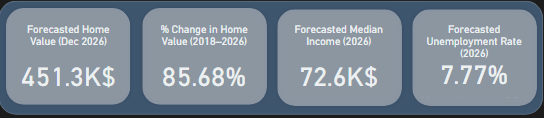 Forecasted Home
Value (Dec 2026)
451.3K$
% Change in Home
Value (2018–2026)
85.68%
Forecasted Median
Income (2026)
72.6K$
Forecasted
Unemployment Rate
(2026)
7.77%